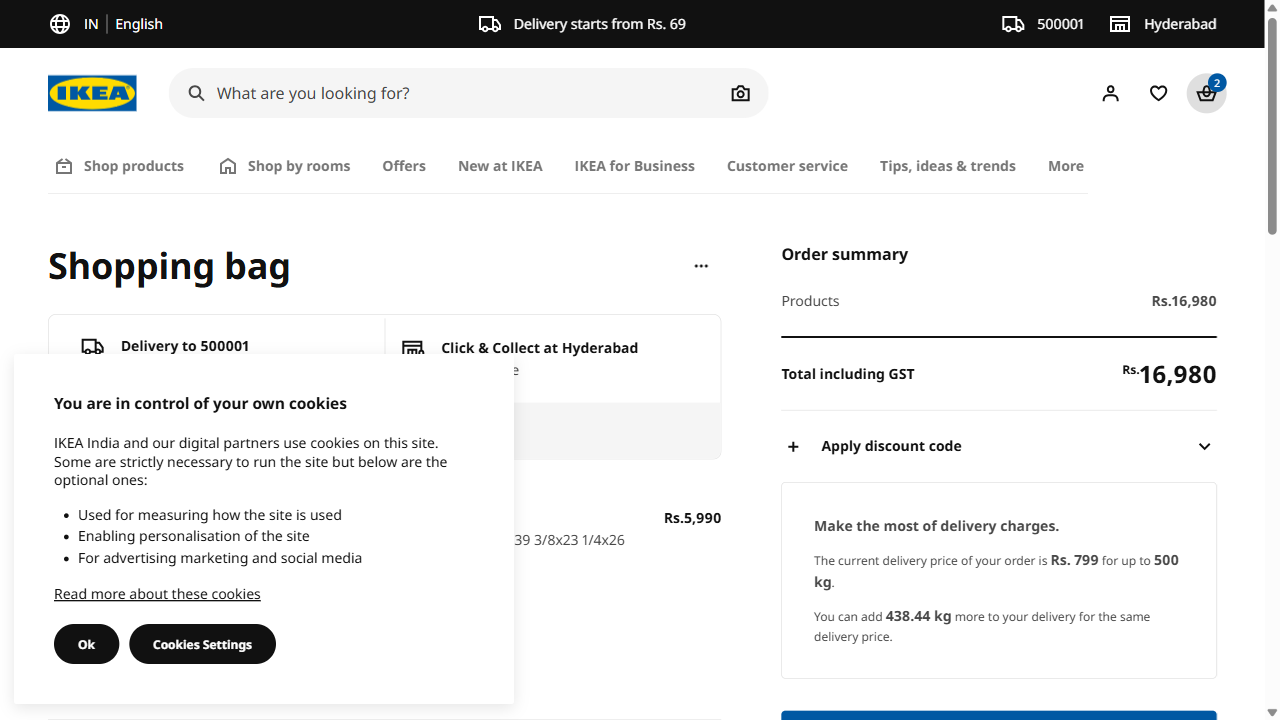 IN English
Delivery starts from Rs. 69
500001
Hyderabad
IKEA
What are you looking for?
2
Shop products
Shop by rooms
Offers
New at IKEA
IKEA for Business
Customer service
Tips, ideas & trends
More
Shopping bag
Delivery to 500001
Click & Collect at Hyderabad
Rs.5,990
39 3/8x23 1/4x26
You are in control of your own cookies
IKEA India and our digital partners use cookies on this site.
Some are strictly necessary to run the site but below are the
optional ones:
Used for measuring how the site is used
Enabling personalisation of the site
For advertising marketing and social media
Read more about these cookies
Ok
Cookies Settings
Order summary
Products Rs.16,980
Total including GST Rs.16,980
Apply discount code
Make the most of delivery charges.
The current delivery price of your order is Rs. 799 for up to 500
kg.
You can add 438.44 kg more to your delivery for the same
delivery price.